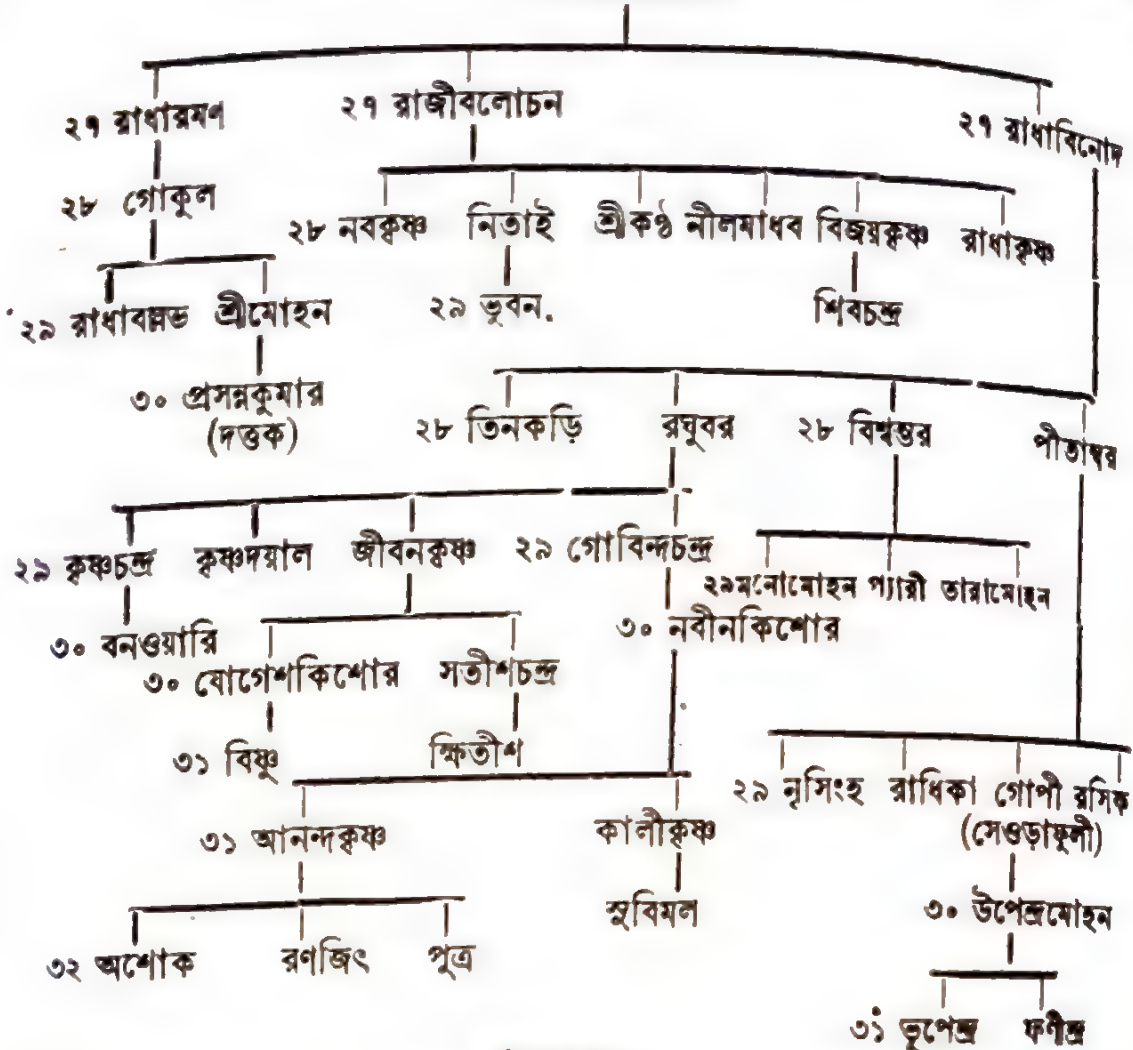 ২৭ রাধারমণ ২৭ রাজীবলোচন ২৭ রাধাবিনোদ
২৮ গোকুল
২৮ নবকৃষ্ণ নিতাই শ্রীকণ্ঠ নীলমাধব বিজয়কৃষ্ণ রাধাকৃষ্ণ
২৯ রাধাবল্লভ শ্রীমোহন ২৯ ভুবন. শিবচন্দ্র
৩০ প্রসন্নকুমার
(দত্তক)
২৮ তিনকড়ি রঘুবর ২৮ বিশ্বম্ভর পীতাম্বর
২৯ কৃষ্ণচন্দ্র কৃষ্ণদয়াল জীবনকৃষ্ণ ২৯ গোবিন্দচন্দ্র
২৯মনোমোহন প্যারী তারামোহন
৩০ বনওয়ারি ৩০ নবীনকিশোর
৩০ যোগেশকিশোর সতীশচন্দ্র
৩১ বিষ্ণু ক্ষিতীশ
২৯ নৃসিংহ রাধিকা গোপী রসিক
(সেওড়াফুলী)
৩১ আনন্দকৃষ্ণ কালীকৃষ্ণ
সুবিমল ৩০ উপেন্দ্রমোহন
৩২ অশোক রণজিৎ পুত্র
৩১ ভূপেন্দ্র ফণীন্দ্র